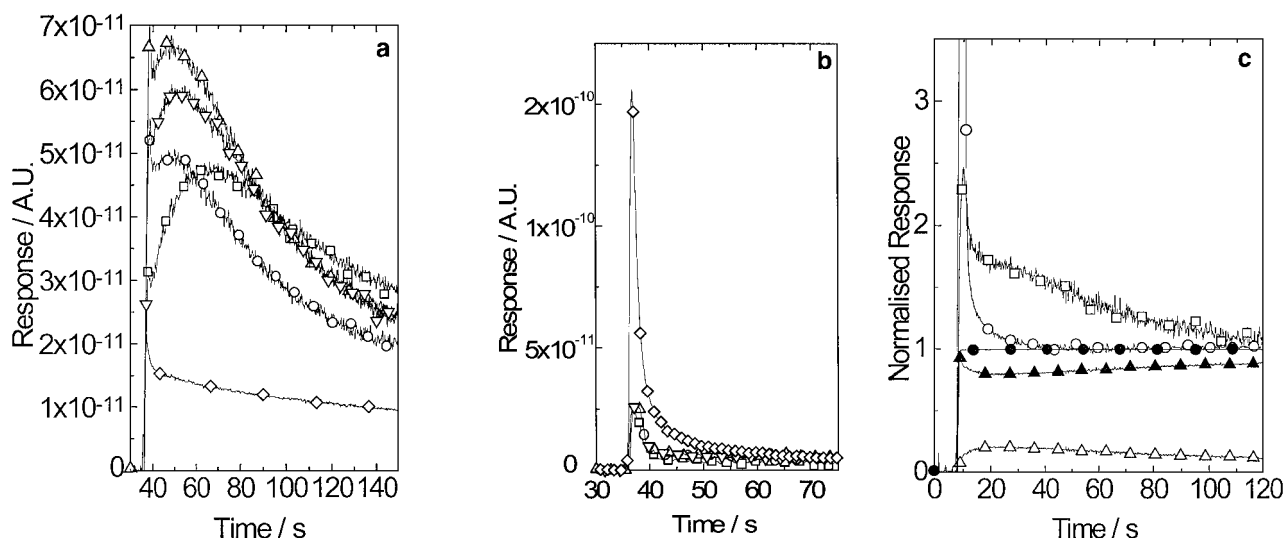 a
7x10-11
6x10-11
5x10-11
4x10-11
3x10-11
2x10-11
1x10-11
0
Response / A.U.
40 60 80 100 120 140
Time / s
b
2x10-10
1x10-10
5x10-11
0
Response / A.U.
30 40 50 60 70
Time / s
c
3
2
1
0
Normalised Response
0 20 40 60 80 100 120
Time / s